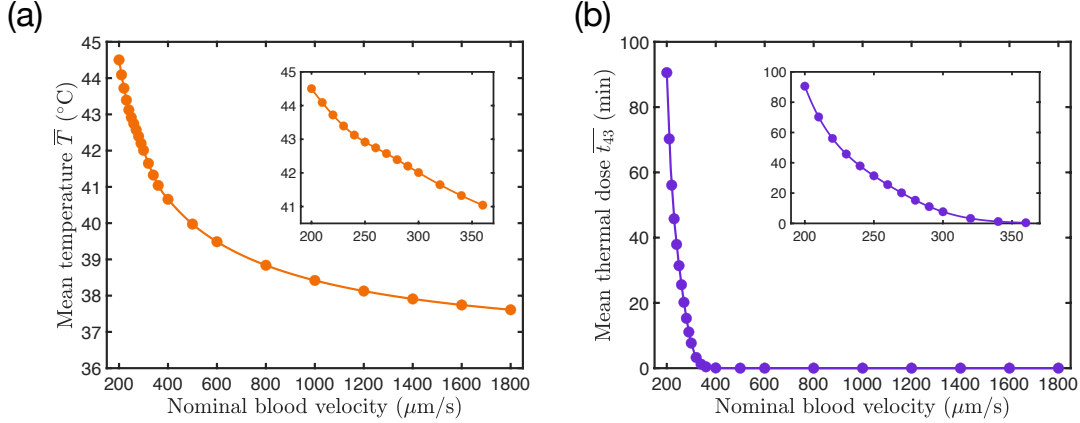 (a)
45
44
43
42
41
40
39
38
37
36
Mean temperature T̅ (°C)
200 400 600 800 1000 1200 1400 1600 1800
Nominal blood velocity (μm/s)
45
44
43
42
41
200 250 300 350
(b)
100
80
60
40
20
0
Mean thermal dose t̅₄₃ (min)
200 400 600 800 1000 1200 1400 1600 1800
Nominal blood velocity (μm/s)
100
80
60
40
20
0
200 250 300 350